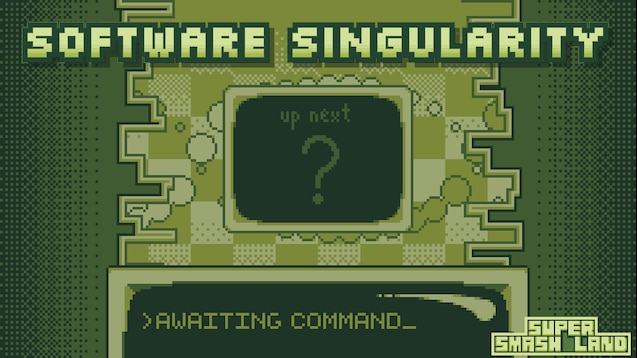 SOFTWARE SINGULARITY
up next
?
>AWAITING COMMAND_
SUPER
SMASH LAND